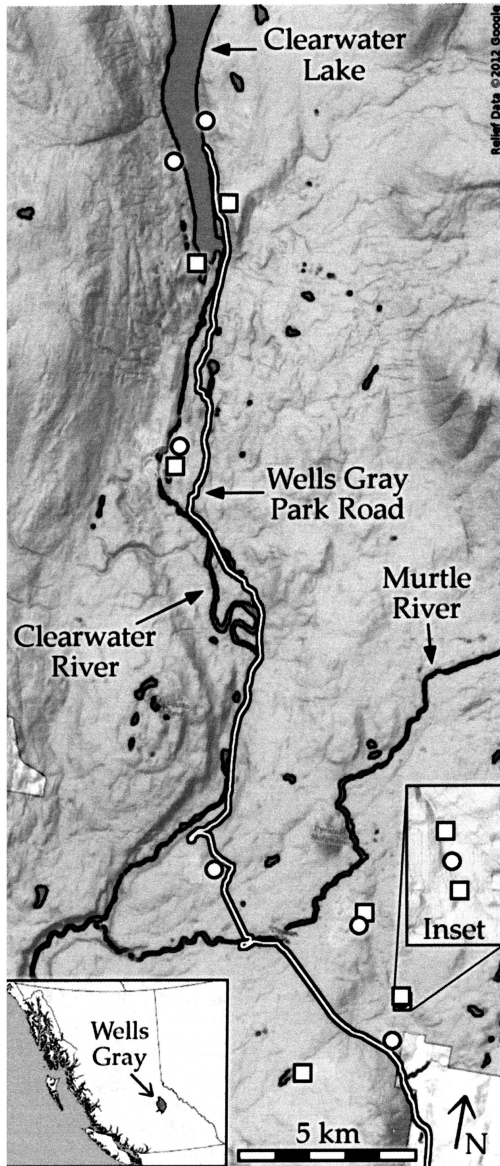 Clearwater
Lake
Relief Data ©2012 Google
Wells Gray
Park Road
Murtle
River
Clearwater
River
Inset
Wells
Gray
5 km
N